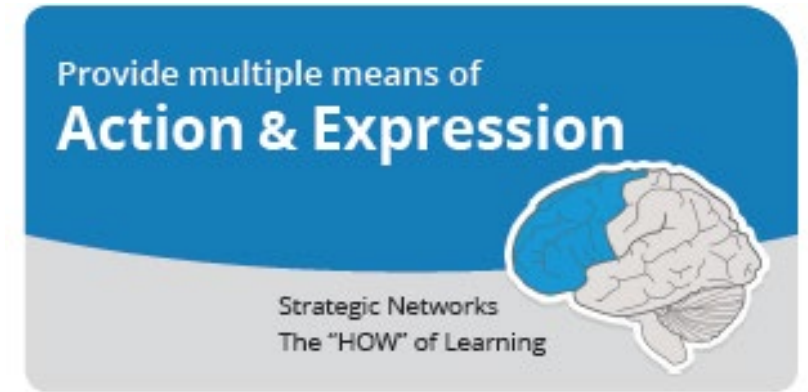 Provide multiple means of
Action & Expression
Strategic Networks
The "HOW" of Learning